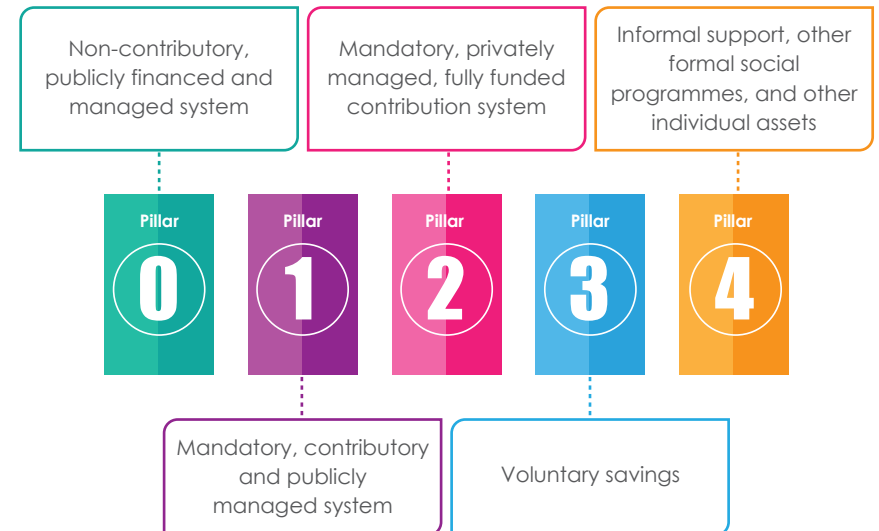 Non-contributory,
publicly financed and
managed system
Mandatory, privately
managed, fully funded
contribution system
Informal support, other
formal social
programmes, and other
individual assets
Pillar
0
Pillar
1
Pillar
2
Pillar
3
Pillar
4
Mandatory, contributory
and publicly
managed system
Voluntary savings